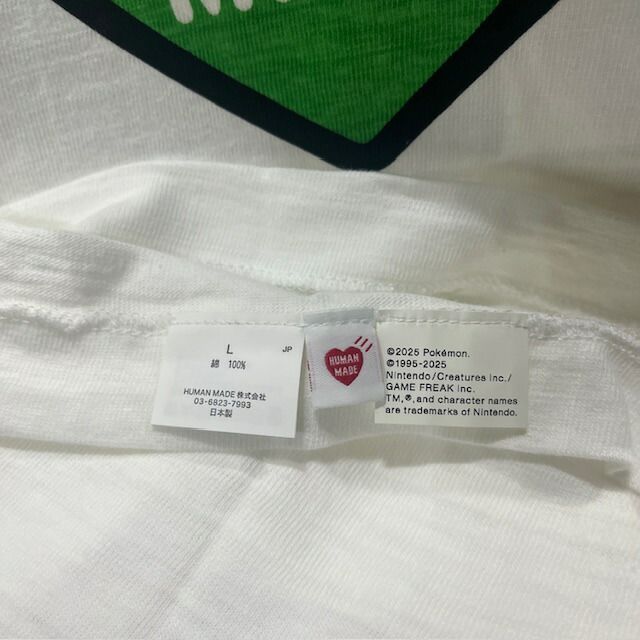 L
JP
綿 100%
HUMAN MADE 株式会社
03-6823-7993
日本製
HUMAN
MADE
©2025 Pokémon.
©1995-2025
Nintendo/Creatures Inc./
GAME FREAK inc.
TM,®,and character names
are trademarks of Nintendo.